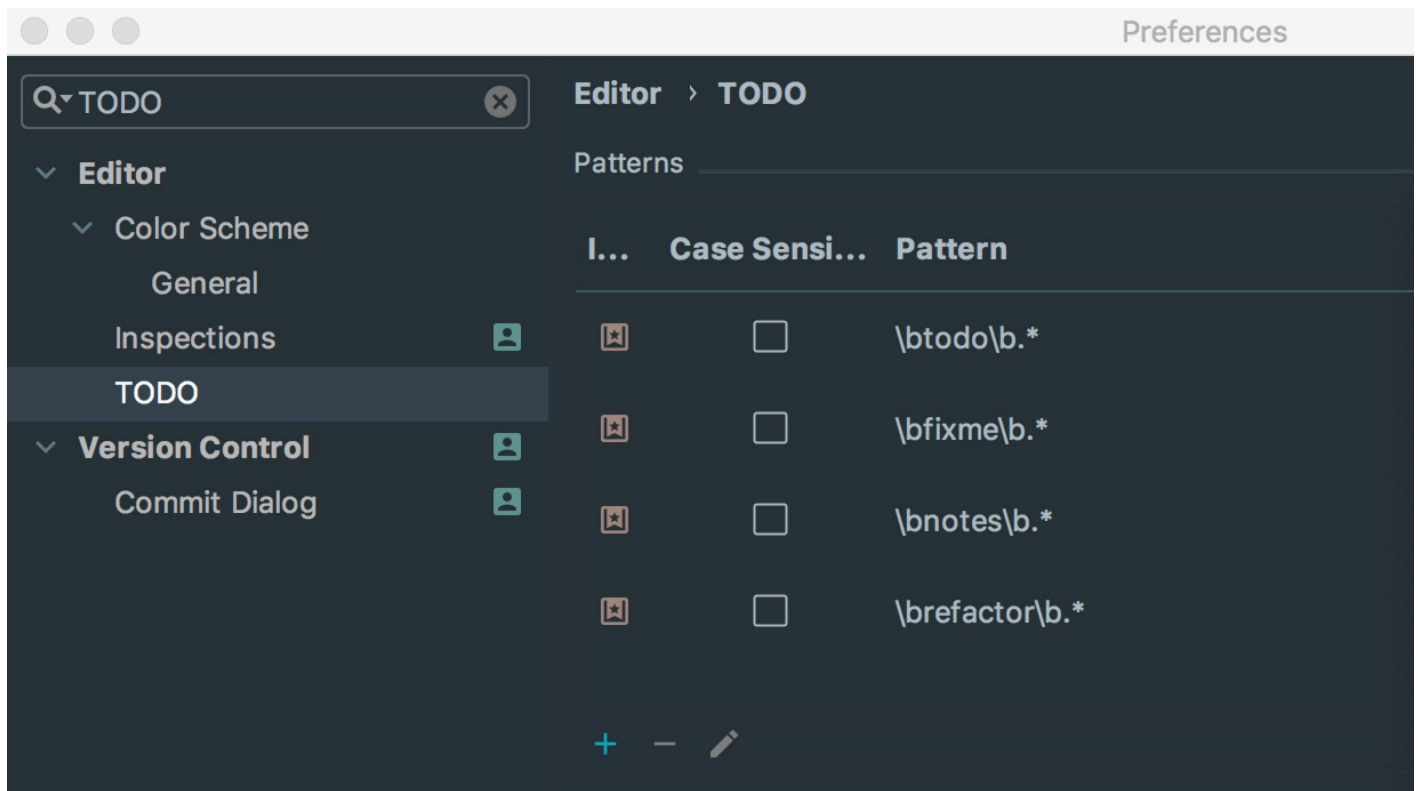 Preferences
TODO
Editor
Color Scheme
General
Inspections
TODO
Version Control
Commit Dialog
Editor › TODO
Patterns
I... Case Sensi... Pattern
\btodo\b.*
\bfixme\b.*
\bnotes\b.*
\brefactor\b.*